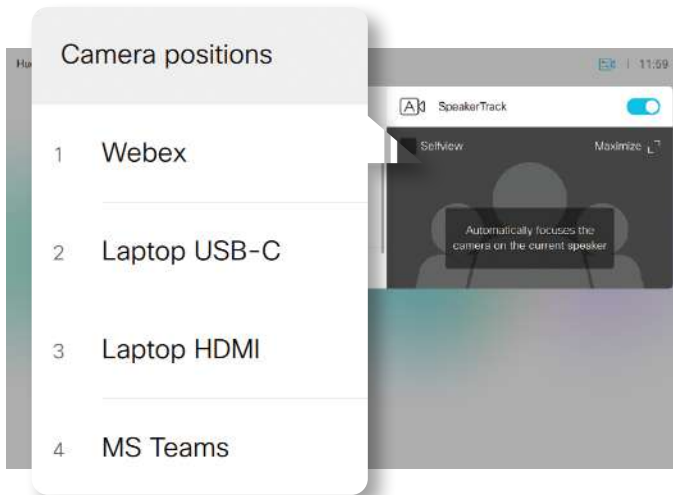 Camera positions
1 Webex
2 Laptop USB-C
3 Laptop HDMI
4 MS Teams
11:59
SpeakerTrack
Selfview Maximize
Automatically focuses the
camera on the current speaker